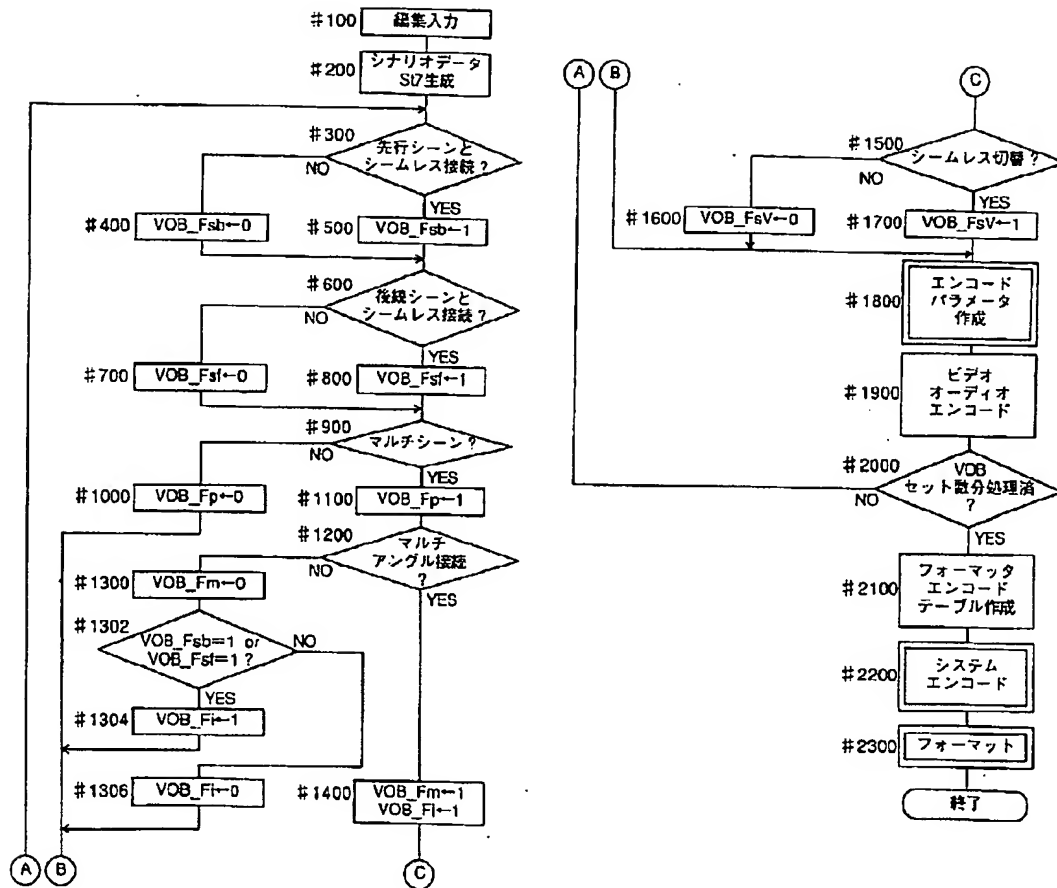 #100
編集入力
#200
シナリオデータ
St7生成
#300
先行シーンと
シームレス接続?
NO
YES
#400
VOB_Fsb←0
#500
VOB_Fsb←1
#600
後続シーンと
シームレス接続?
NO
YES
#700
VOB_Fsf←0
#800
VOB_Fsf←1
#900
マルチシーン?
NO
YES
#1000
VOB_Fp←0
#1100
VOB_Fp←1
#1200
マルチ
アングル接続
?
NO
YES
#1300
VOB_Fm←0
#1302
VOB_Fsb=1 or
VOB_Fsf=1 ?
NO
YES
#1304
VOB_Fi←1
#1306
VOB_Fi←0
#1400
VOB_Fm←1
VOB_Fi←1
A
B
C
A
B
C
#1500
シームレス切替?
NO
YES
#1600
VOB_FsV←0
#1700
VOB_FsV←1
#1800
エンコード
パラメータ
作成
#1900
ビデオ
オーディオ
エンコード
#2000
VOB
セット数分処理済
?
NO
YES
#2100
フォーマッタ
エンコード
テーブル作成
#2200
システム
エンコード
#2300
フォーマット
終了